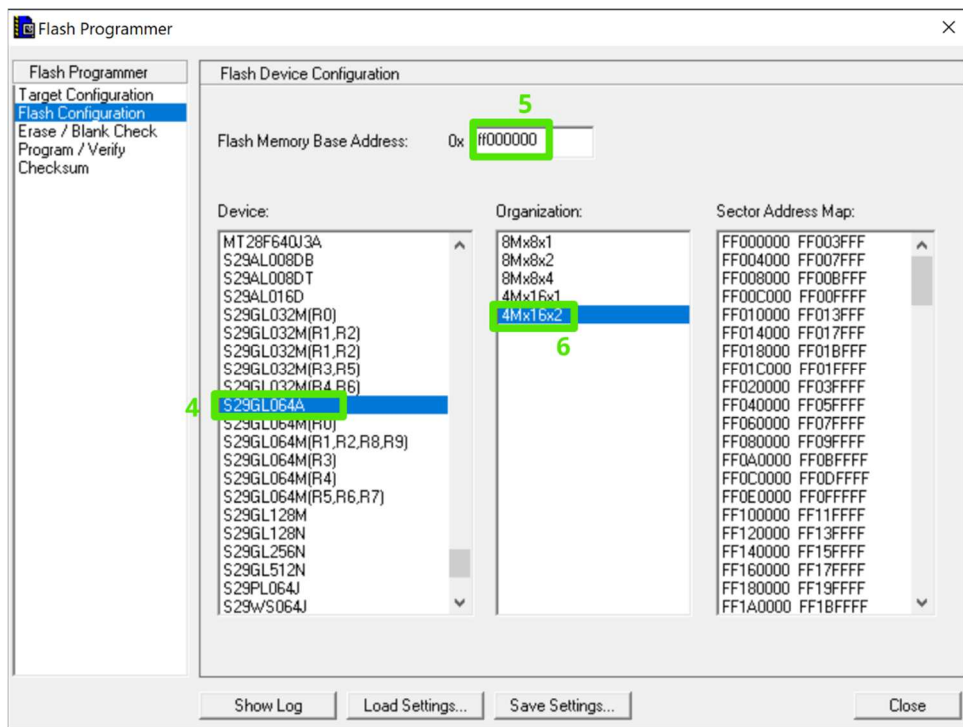 Flash Programmer
Flash Programmer
Target Configuration
Flash Configuration
Erase / Blank Check
Program / Verify
Checksum
Flash Device Configuration
5
Flash Memory Base Address: 0x ff000000
Device:
MT28F640J3A
S29AL008DB
S29AL008DT
S29AL016D
S29GL032M(R0)
S29GL032M(R1,R2)
S29GL032M(R1,R2)
S29GL032M(R3,R5)
S29GL032M(R4,R6)
4 S29GL064A
S29GL064M(R0)
S29GL064M(R1,R2,R8,R9)
S29GL064M(R3)
S29GL064M(R4)
S29GL064M(R5,R6,R7)
S29GL128M
S29GL128N
S29GL256N
S29GL512N
S29PL064J
S29WS064J
Organization:
8Mx8x1
8Mx8x2
8Mx8x4
4Mx16x1
4Mx16x2
6
Sector Address Map:
FF000000 FF003FFF
FF004000 FF007FFF
FF008000 FF00BFFF
FF00C000 FF00FFFF
FF010000 FF013FFF
FF014000 FF017FFF
FF018000 FF01BFFF
FF01C000 FF01FFFF
FF020000 FF03FFFF
FF040000 FF05FFFF
FF060000 FF07FFFF
FF080000 FF09FFFF
FF0A0000 FF0BFFFF
FF0C0000 FF0DFFFF
FF0E0000 FF0FFFFF
FF100000 FF11FFFF
FF120000 FF13FFFF
FF140000 FF15FFFF
FF160000 FF17FFFF
FF180000 FF19FFFF
FF1A0000 FF1BFFFF
Show Log
Load Settings...
Save Settings...
Close